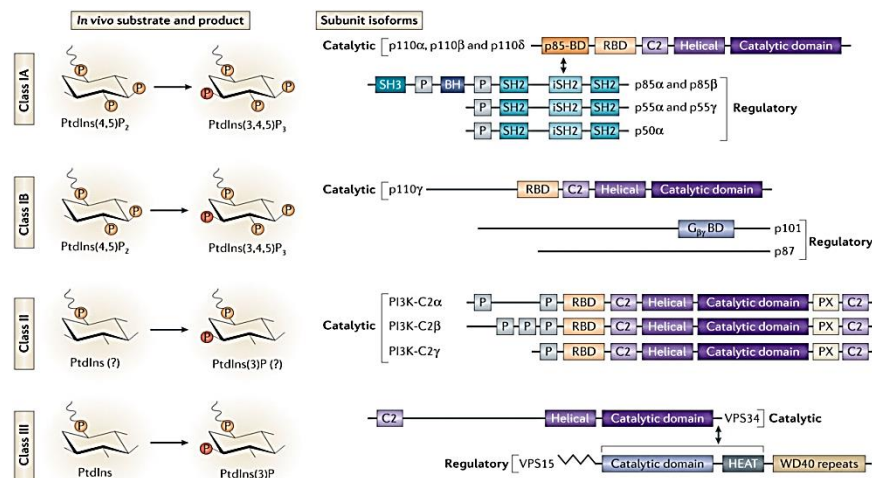 In vivo substrate and product
Subunit isoforms
Class IA
P
P
P
PtdIns(4,5)P2
P
P
P
P
PtdIns(3,4,5)P3
Catalytic p110α, p110β and p110δ p85-BD RBD C2 Helical Catalytic domain
SH3 P BH P SH2 iSH2 SH2 p85α and p85β
P SH2 iSH2 SH2 p55α and p55γ
Regulatory
SH2 iSH2 SH2 p50α
Class IB
P
P
P
PtdIns(4,5)P2
P
P
P
P
PtdIns(3,4,5)P3
Catalytic p110γ RBD C2 Helical Catalytic domain
Gβγ BD p101
Regulatory
p87
Class II
P
PtdIns (?)
P
P
PtdIns(3)P (?)
Catalytic
PI3K-C2α P P RBD C2 Helical Catalytic domain PX C2
PI3K-C2β P P P RBD C2 Helical Catalytic domain PX C2
PI3K-C2γ P RBD C2 Helical Catalytic domain PX C2
Class III
P
PtdIns
P
P
PtdIns(3)P
C2 Helical Catalytic domain VPS34 Catalytic
Regulatory VPS15 Catalytic domain HEAT WD40 repeats